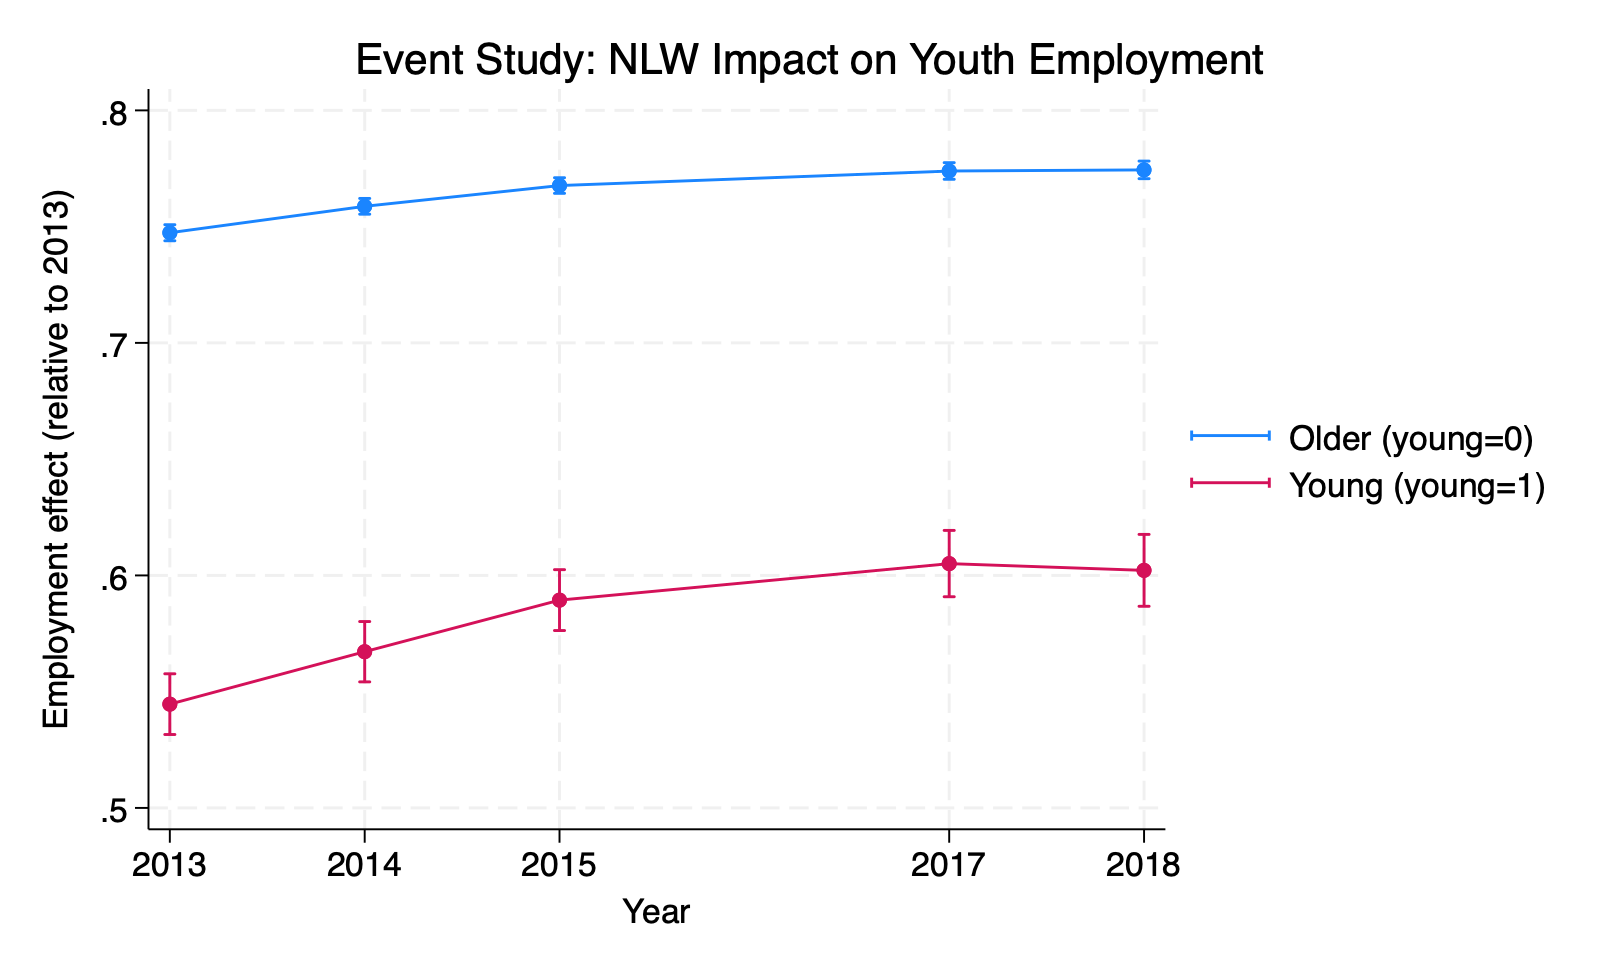 Event Study: NLW Impact on Youth Employment
Employment effect (relative to 2013)
.8
.7
.6
.5
2013 2014 2015 2017 2018
Year
Older (young=0)
Young (young=1)